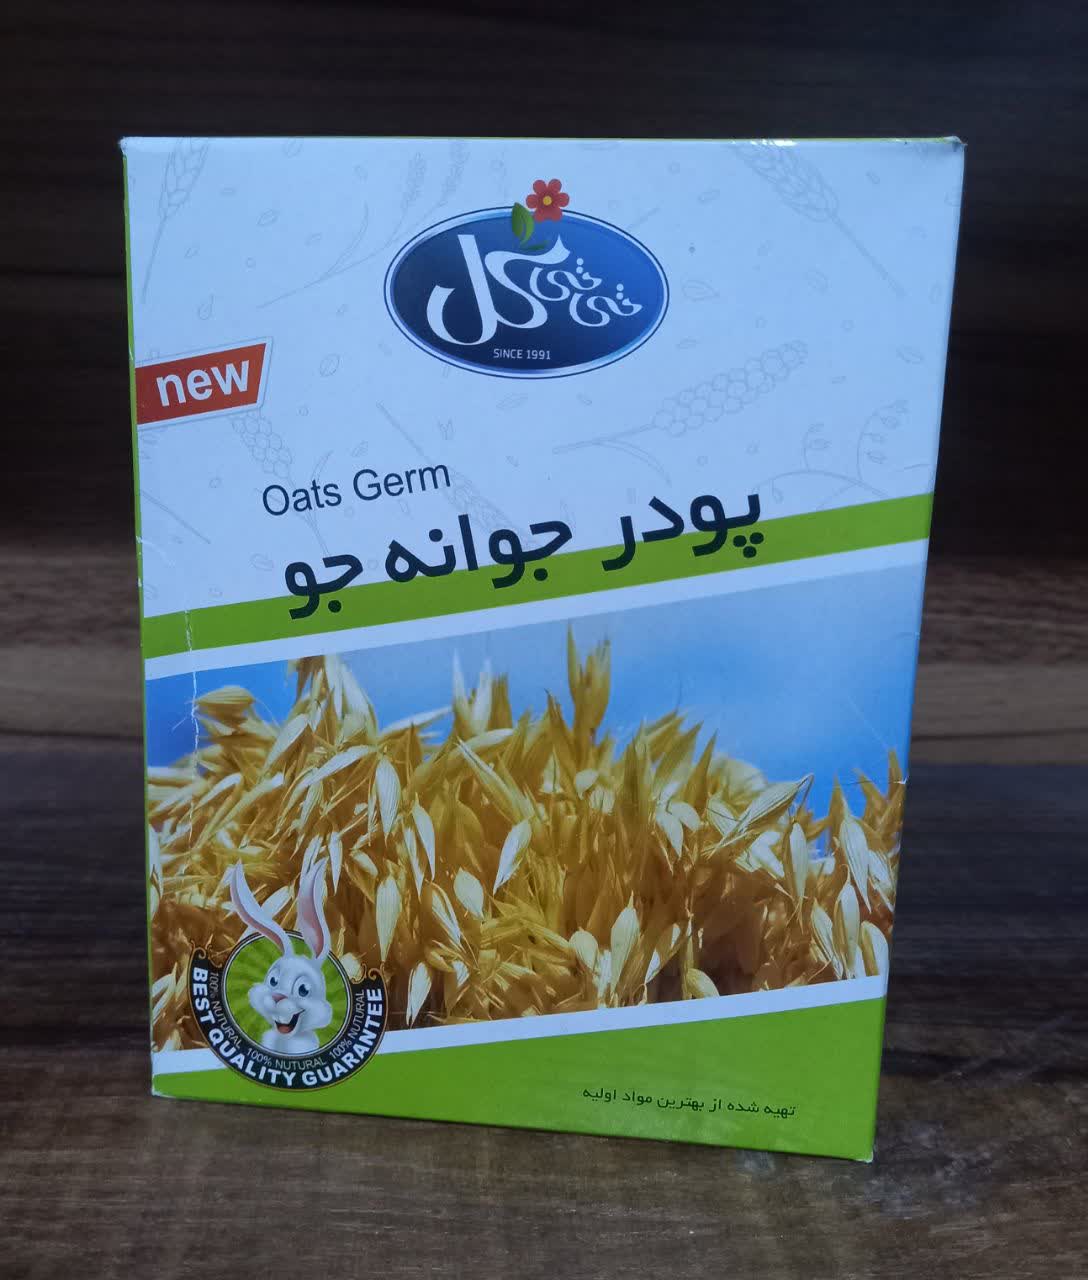 تی تی گل
SINCE 1991
new
Oats Germ
پودر جوانه جو
BEST QUALITY GUARANTEE
100% NUTURAL 100% NUTURAL 100% NUTURAL
تهیه شده از بهترین مواد اولیه